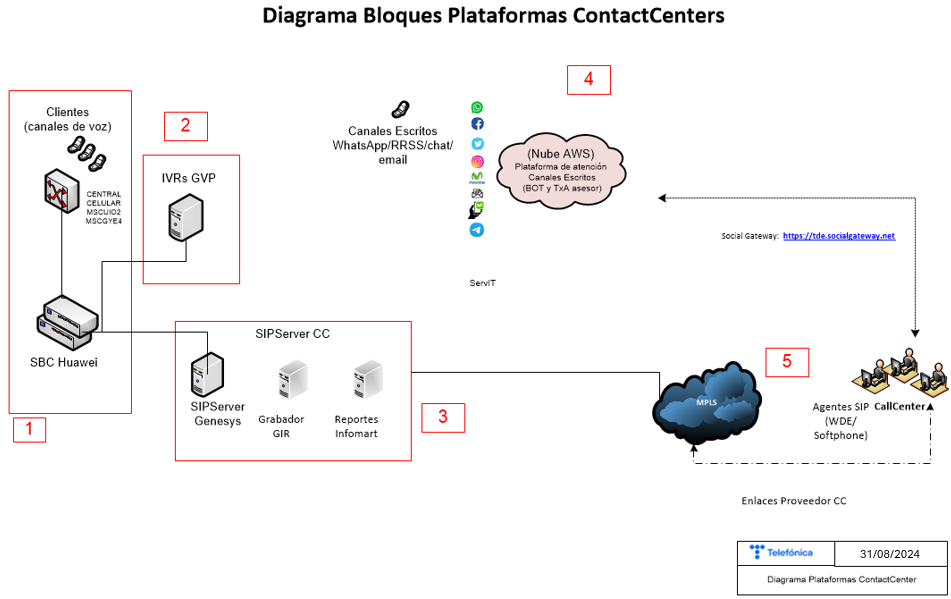 Diagrama Bloques Plataformas ContactCenters
4
Clientes
(canales de voz)
2
Canales Escritos
WhatsApp/RRSS/chat/
email
(Nube AWS)
Plataforma de atención
Canales Escritos
(BOT y TxA asesor)
movistar
IVRs GVP
CENTRAL
CELULAR
MSCUIO2
MSCGYE4
Social Gateway: https://tde.socialgateway.net
ServIT
SIPServer CC
SBC Huawei
5
MPLS
SIPServer
Genesys
Grabador
GIR
Reportes
Infomart
3
1
Agentes SIP
(WDE/
Softphone)
CallCenter
Enlaces Proveedor CC
Telefónica
31/08/2024
Diagrama Plataformas ContactCenter